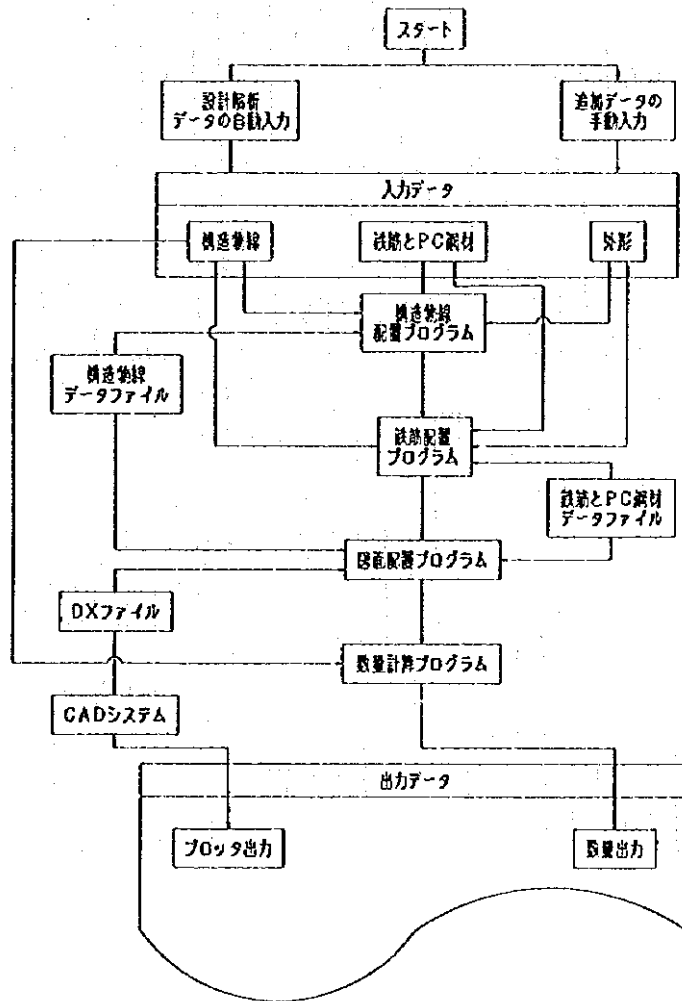 スタート
設計解析
データの自動入力
追加データの
手動入力
入力データ
構造物線
鉄筋とPC鋼材
外形
構造物線
配置プログラム
構造物線
データファイル
鉄筋配置
プログラム
鉄筋とPC鋼材
データファイル
配置プログラム
DXファイル
数量計算プログラム
CADシステム
出力データ
プロッタ出力
数量出力